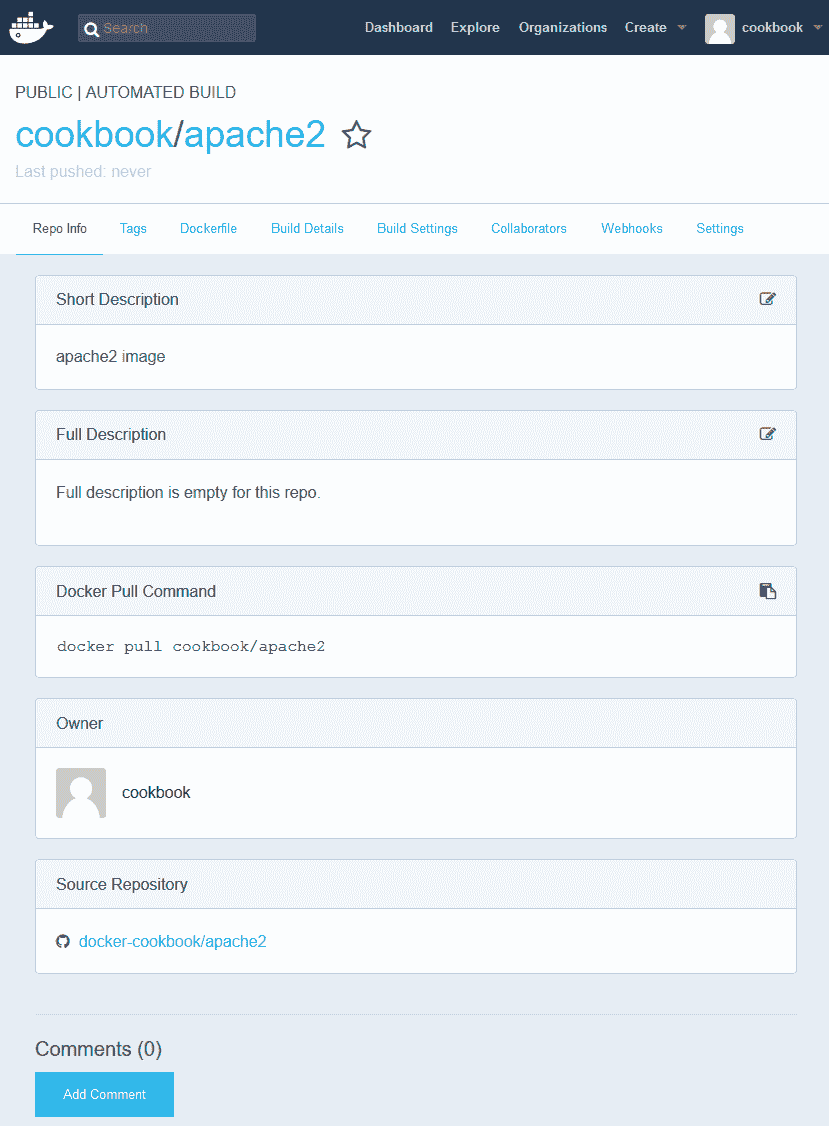 Search Dashboard Explore Organizations Create cookbook
PUBLIC | AUTOMATED BUILD
cookbook/apache2
Last pushed: never
Repo Info Tags Dockerfile Build Details Build Settings Collaborators Webhooks Settings
Short Description
apache2 image
Full Description
Full description is empty for this repo.
Docker Pull Command
docker pull cookbook/apache2
Owner
cookbook
Source Repository
docker-cookbook/apache2
Comments (0)
Add Comment